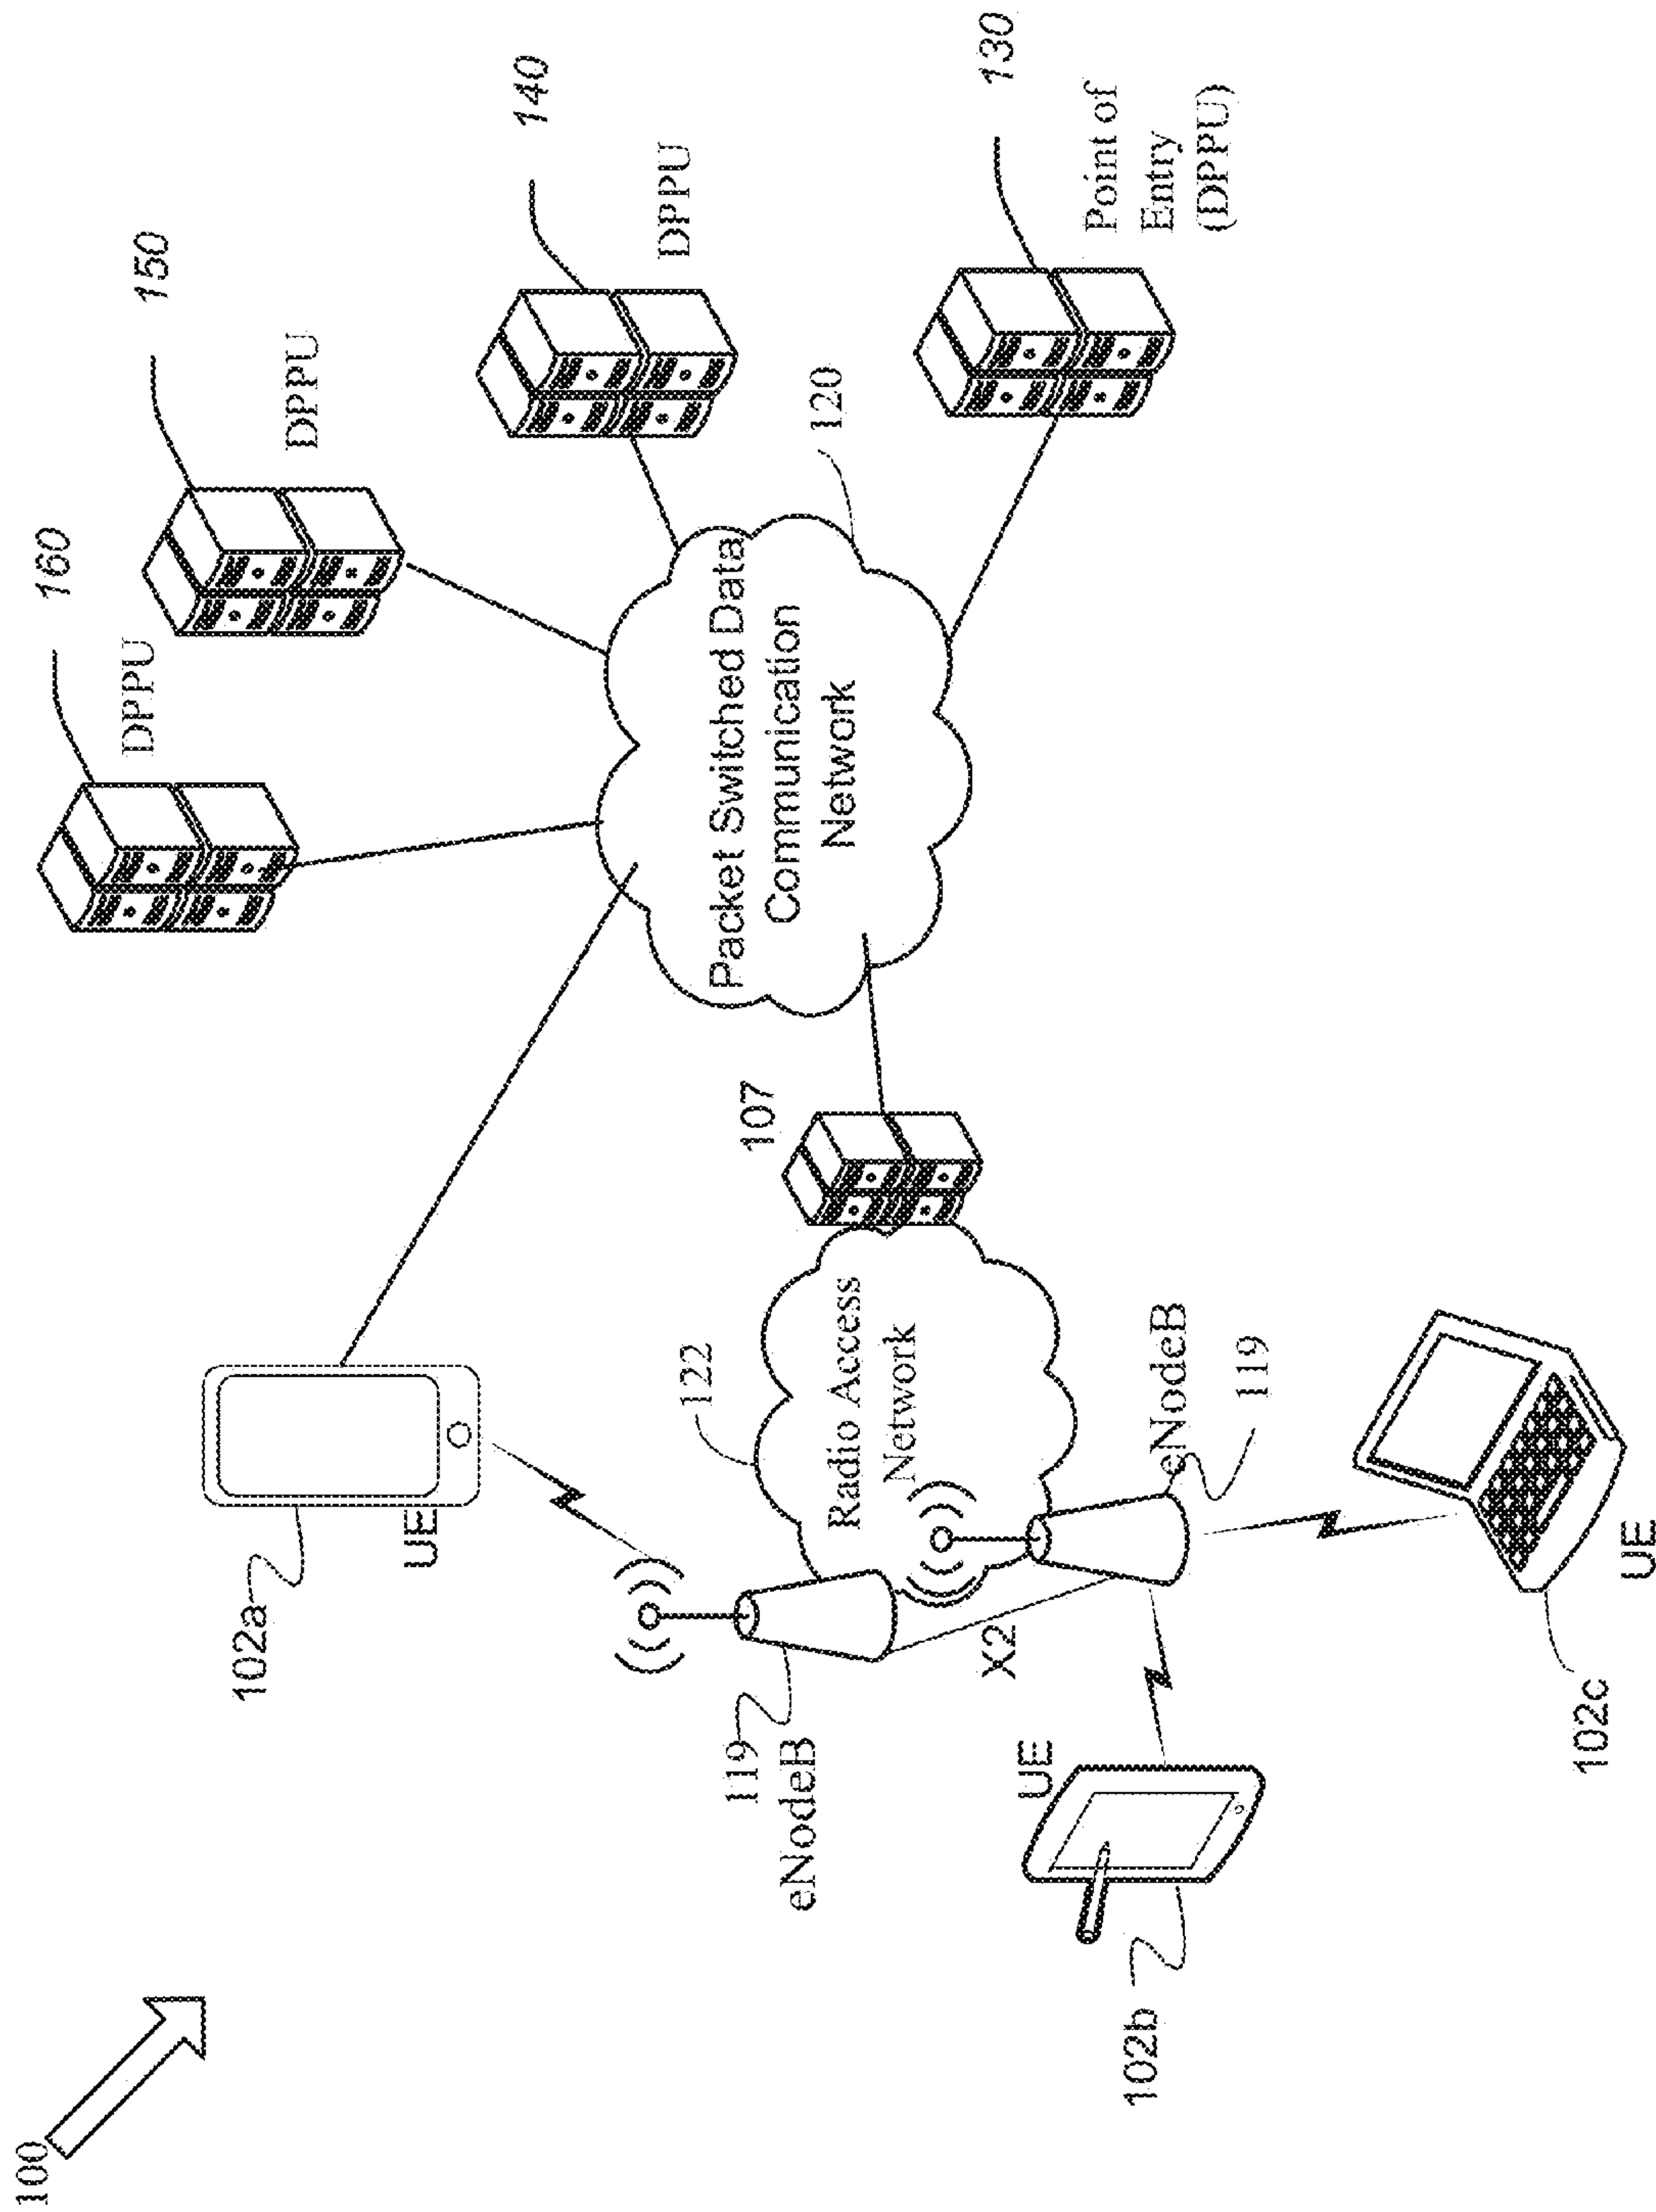 100
102a
UE
160
DPPU
150
DPPU
140
DPPU
120
Packet Switched Data
Communication
Network
107
122
Radio Access
Network
119
eNodeB
X2
eNodeB
119
130
Point of
Entry
(DPPU)
UE
102b
102c
UE